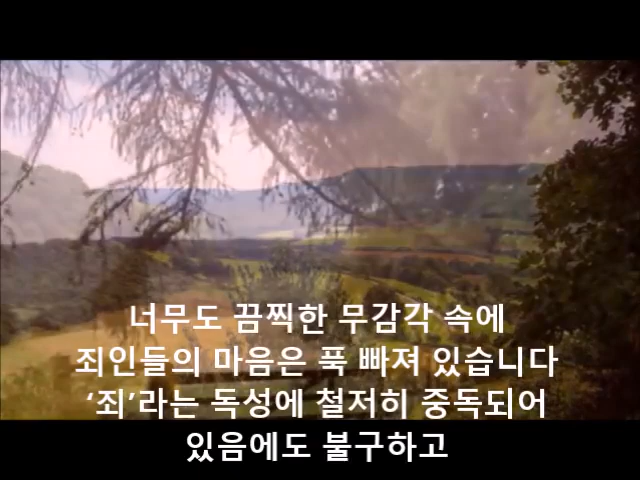 너무도 끔찍한 무감각 속에
죄인들의 마음은 푹 빠져 있습니다
‘죄’라는 독성에 철저히 중독되어
있음에도 불구하고